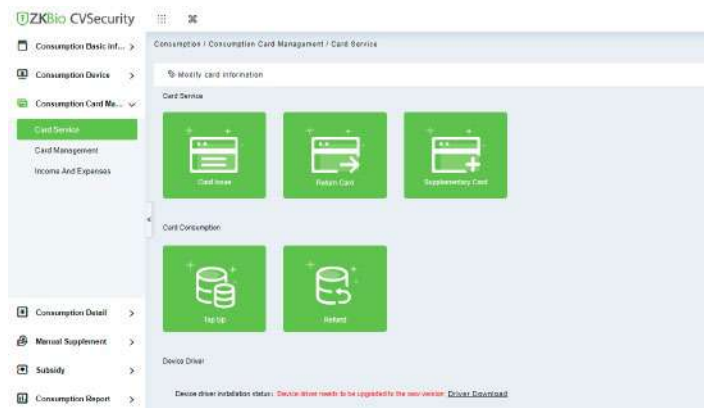 ZKBio CVSecurity
Consumption Basic inf... >
Consumption Device >
Consumption Card Ma...
Card Service
Card Management
Income And Expenses
Consumption Detail >
Manual Supplement >
Subsidy >
Consumption Report >
Consumption / Consumption Card Management / Card Service
Modify card information
Card Service
Card Issue
Return Card
Supplementary Card
Card Consumption
Top Up
Refund
Device Driver
Device driver installation status: Device driver needs to be upgraded to the new version Driver Download